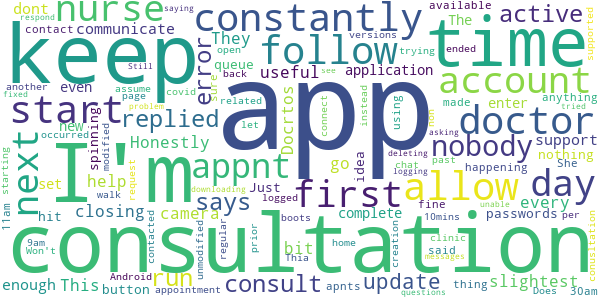 dont
nurse
constantly
available
active
saying
respond
contact
communicate
They
The
versions
trying
supported
keep
error
follow
open
ended
time
Still
queue
useful
application
another
even
back
see
account
fixed
assume
page
covid
sure
made
enter
anything
tried
start
replied
Docrtos
related
connect
instead
using
doctor
problem
new
spinning
occurred
modified
Honestly
let
non
nobody
support
asking
deleting
nothing
next
I'm
app
appnt
go
idea
chat
past
happening
She
starting
set
help
request
downloading
logged
Just
first
logging
allow
day
walk
camera
boots
fine
11am
hit
closing
says
bit
complete
10mins
passwords
per
every
contacted
unmodified
regular
prior
creation
consultation
9am
Won't
enough
This
Android
run
consult
home
update
clinic
said
messages
unable
thing
slightest
conusitation
button
appointment
Thia
apnts
questions
Does
30am